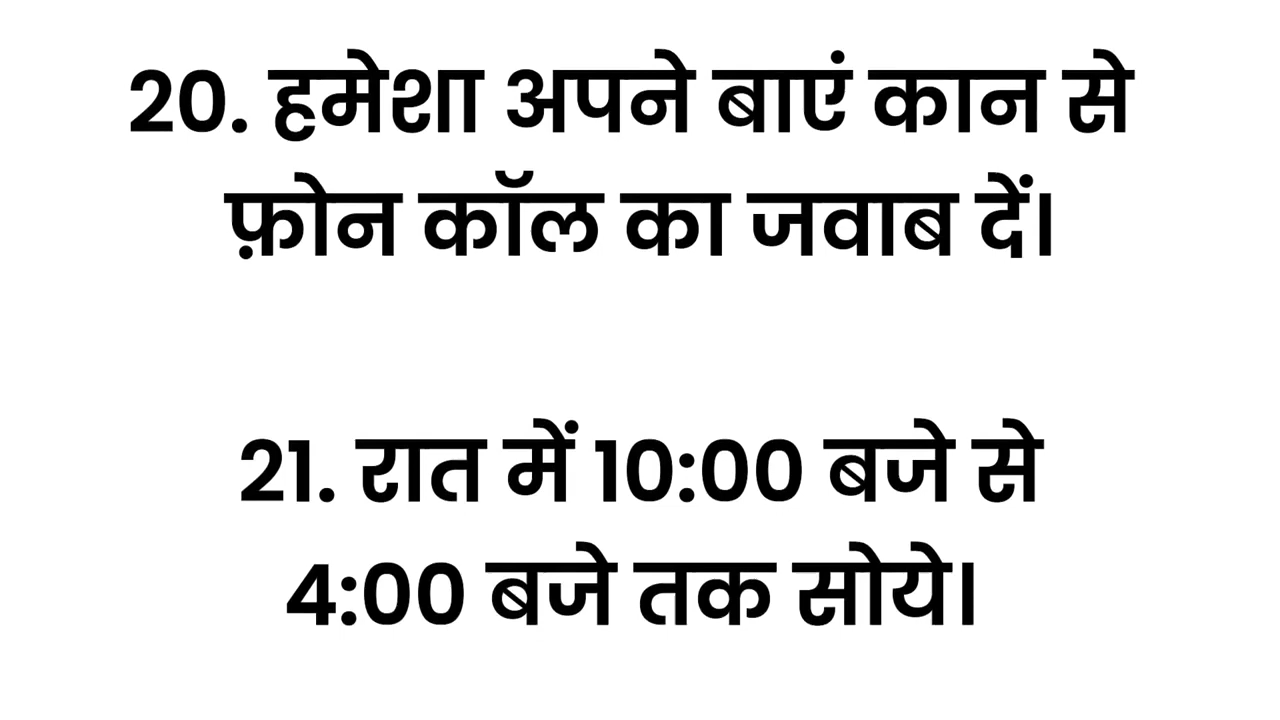 20. हमेशा अपने बाएं कान से
फ़ोन कॉल का जवाब दें।
21. रात में 10:00 बजे से
4:00 बजे तक सोये।